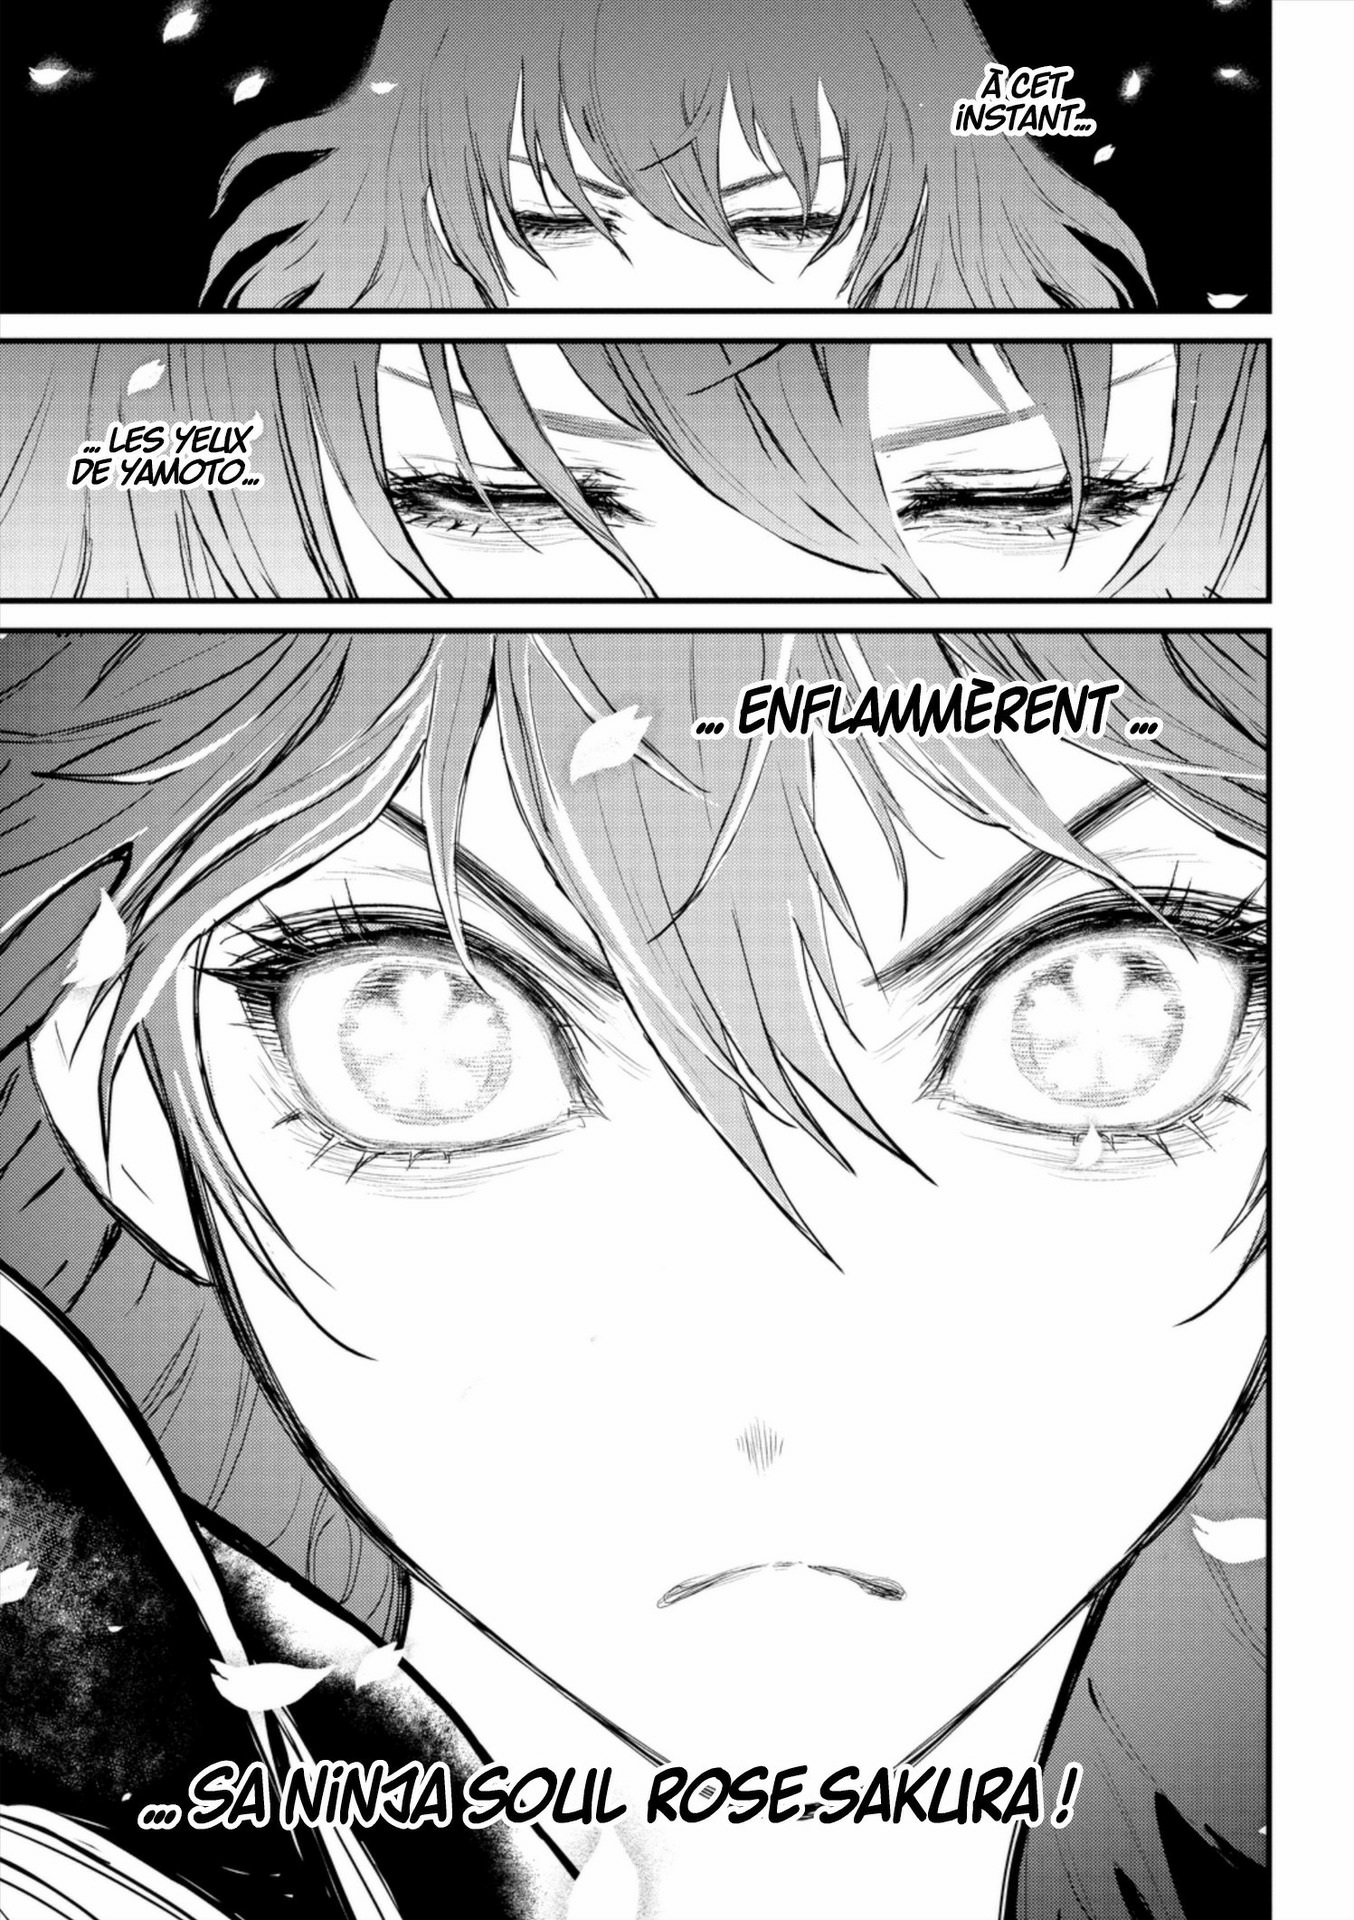 À CET
INSTANT...
... LES YEUX
DE YAMOTO...
... ENFLAMMÈRENT ...
... SA NINJA SOUL ROSE SAKURA !